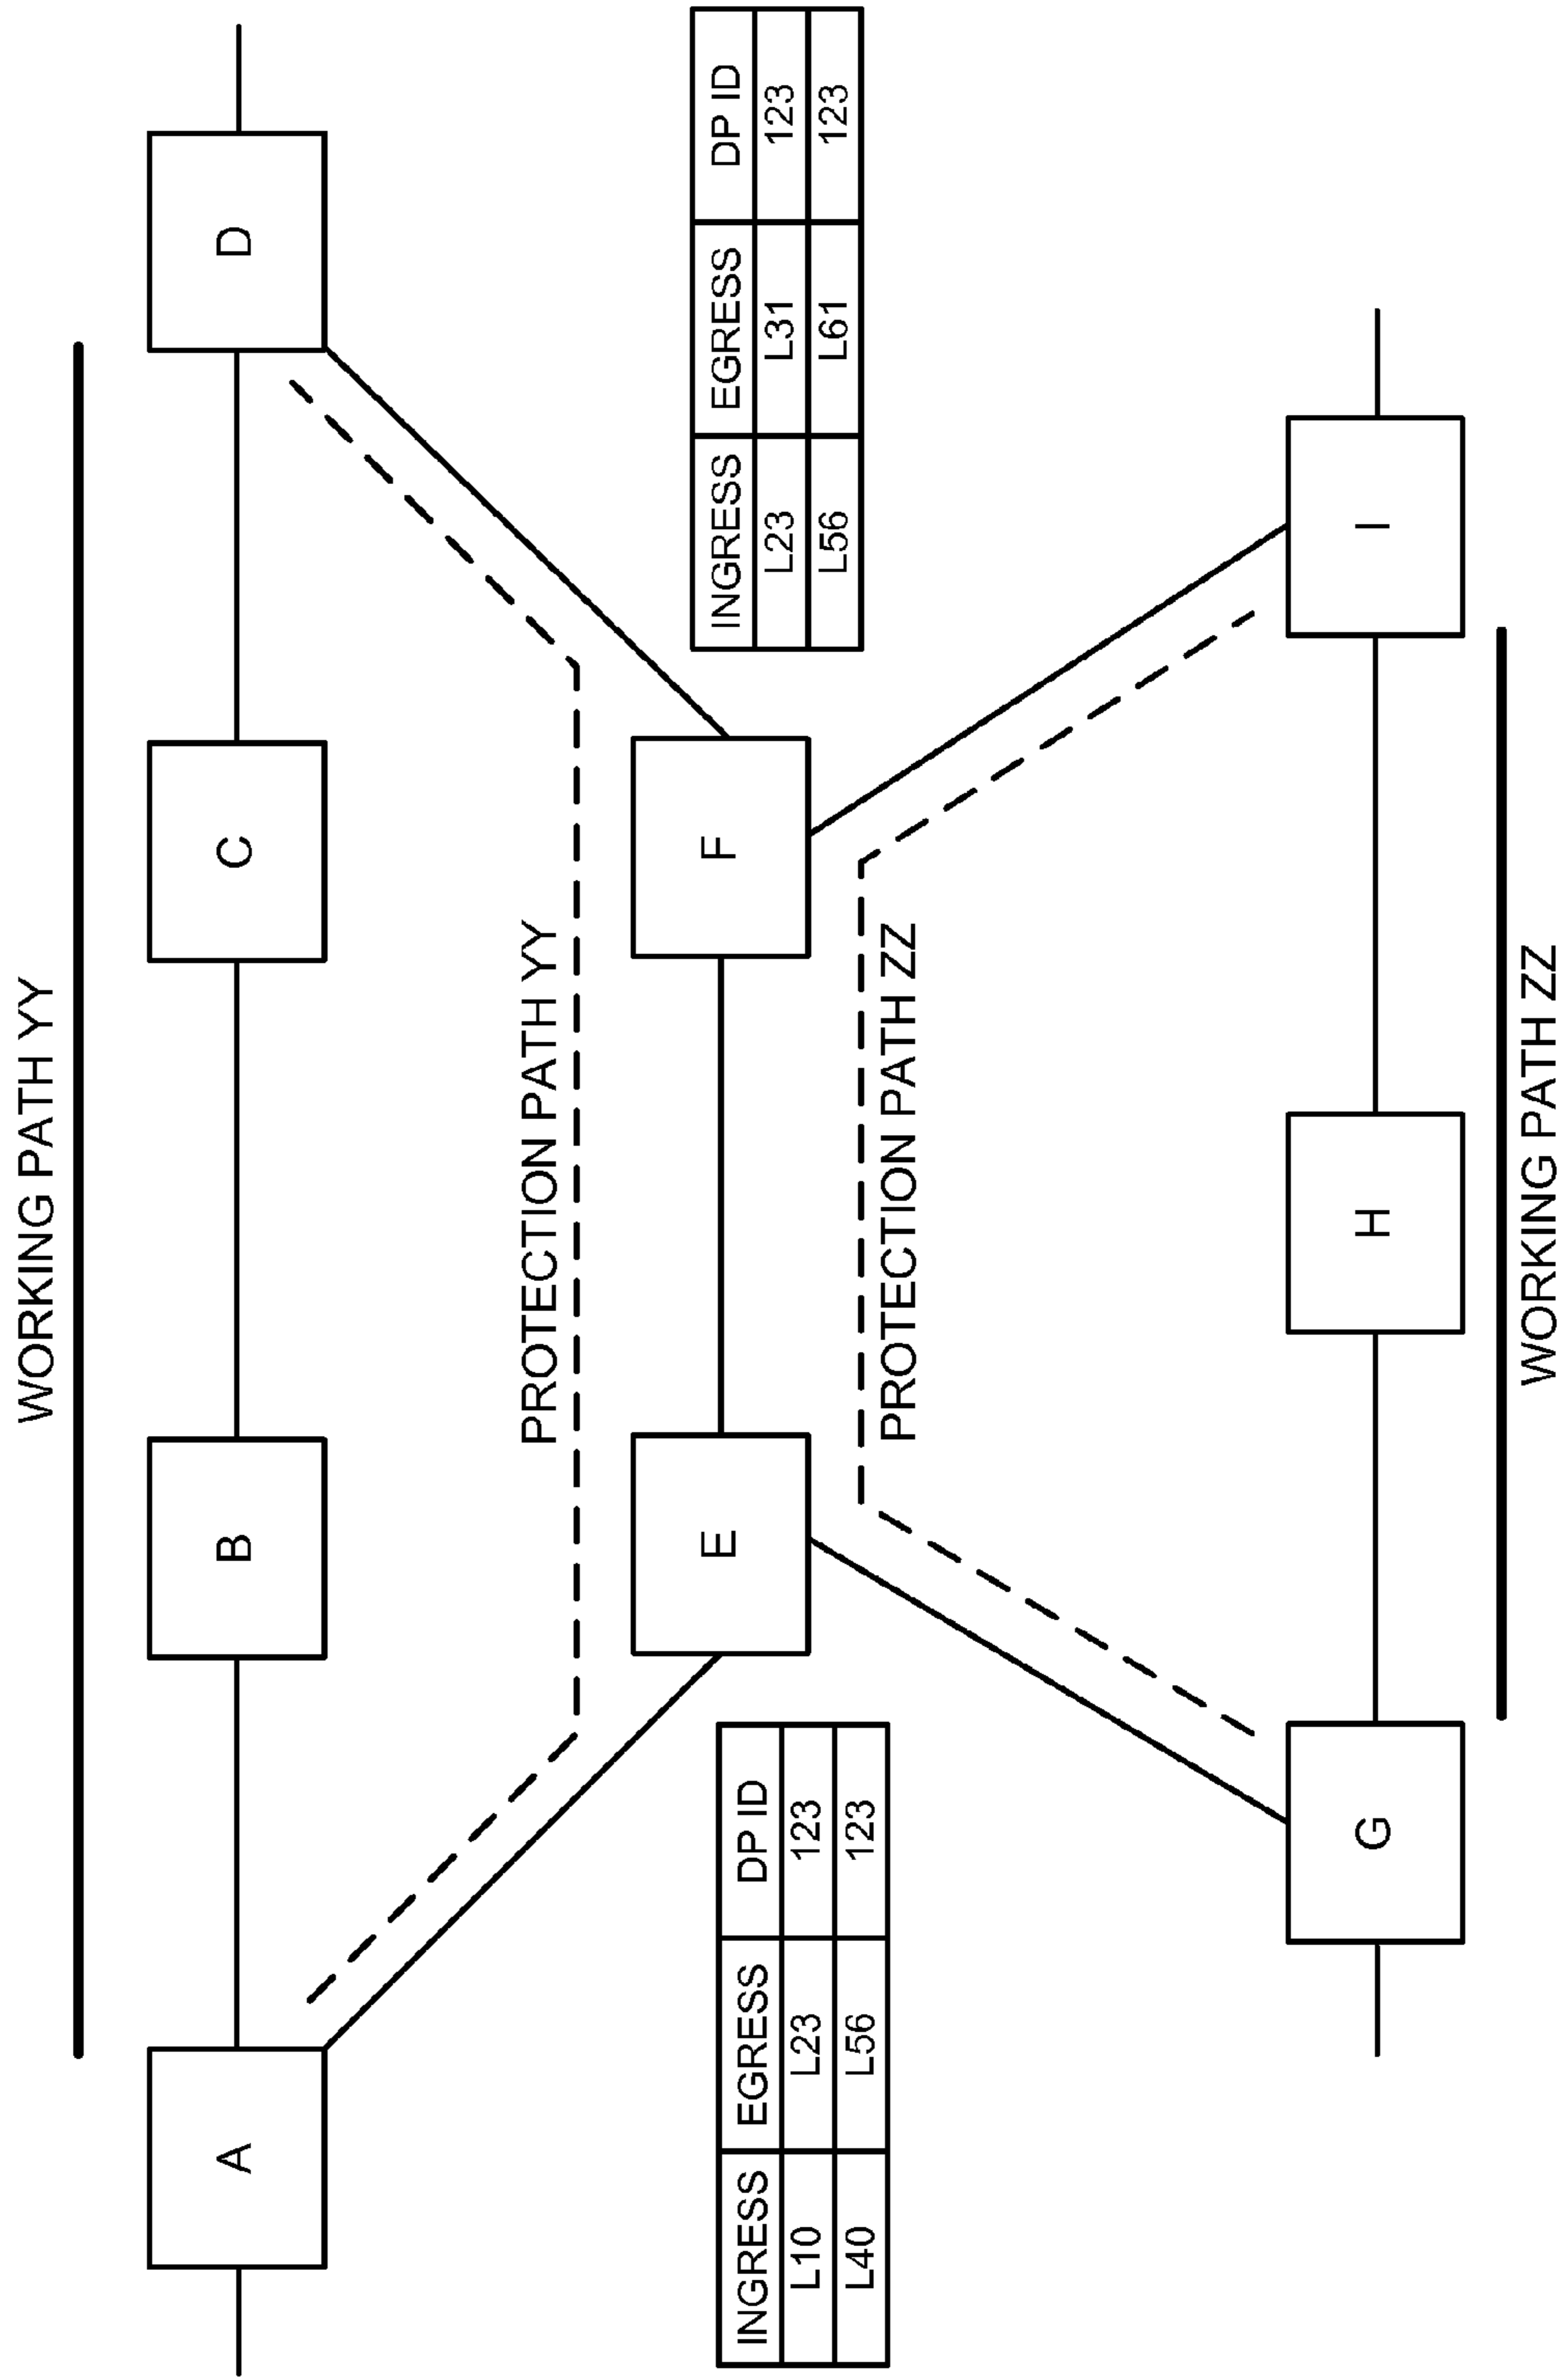 WORKING PATH YY
A
B
C
D
PROTECTION PATH YY
INGRESS EGRESS DP ID
L10 L23 123
L40 L56 123
E
F
INGRESS EGRESS DP ID
L23 L31 123
L56 L61 123
PROTECTION PATH ZZ
G
H
I
WORKING PATH ZZ